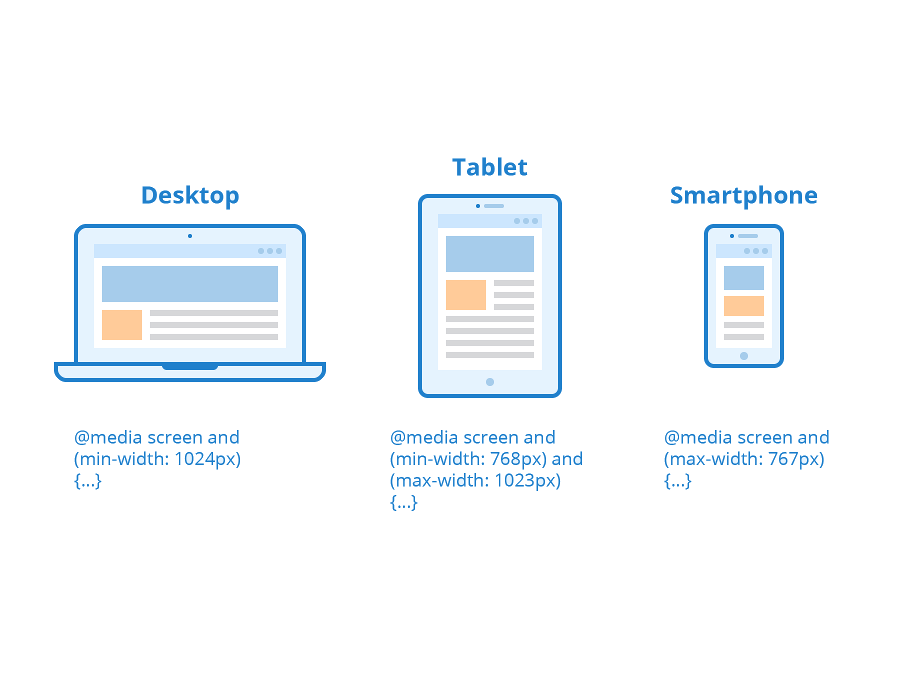 Desktop
@media screen and
(min-width: 1024px)
{...}
Tablet
@media screen and
(min-width: 768px) and
(max-width: 1023px)
{...}
Smartphone
@media screen and
(max-width: 767px)
{...}